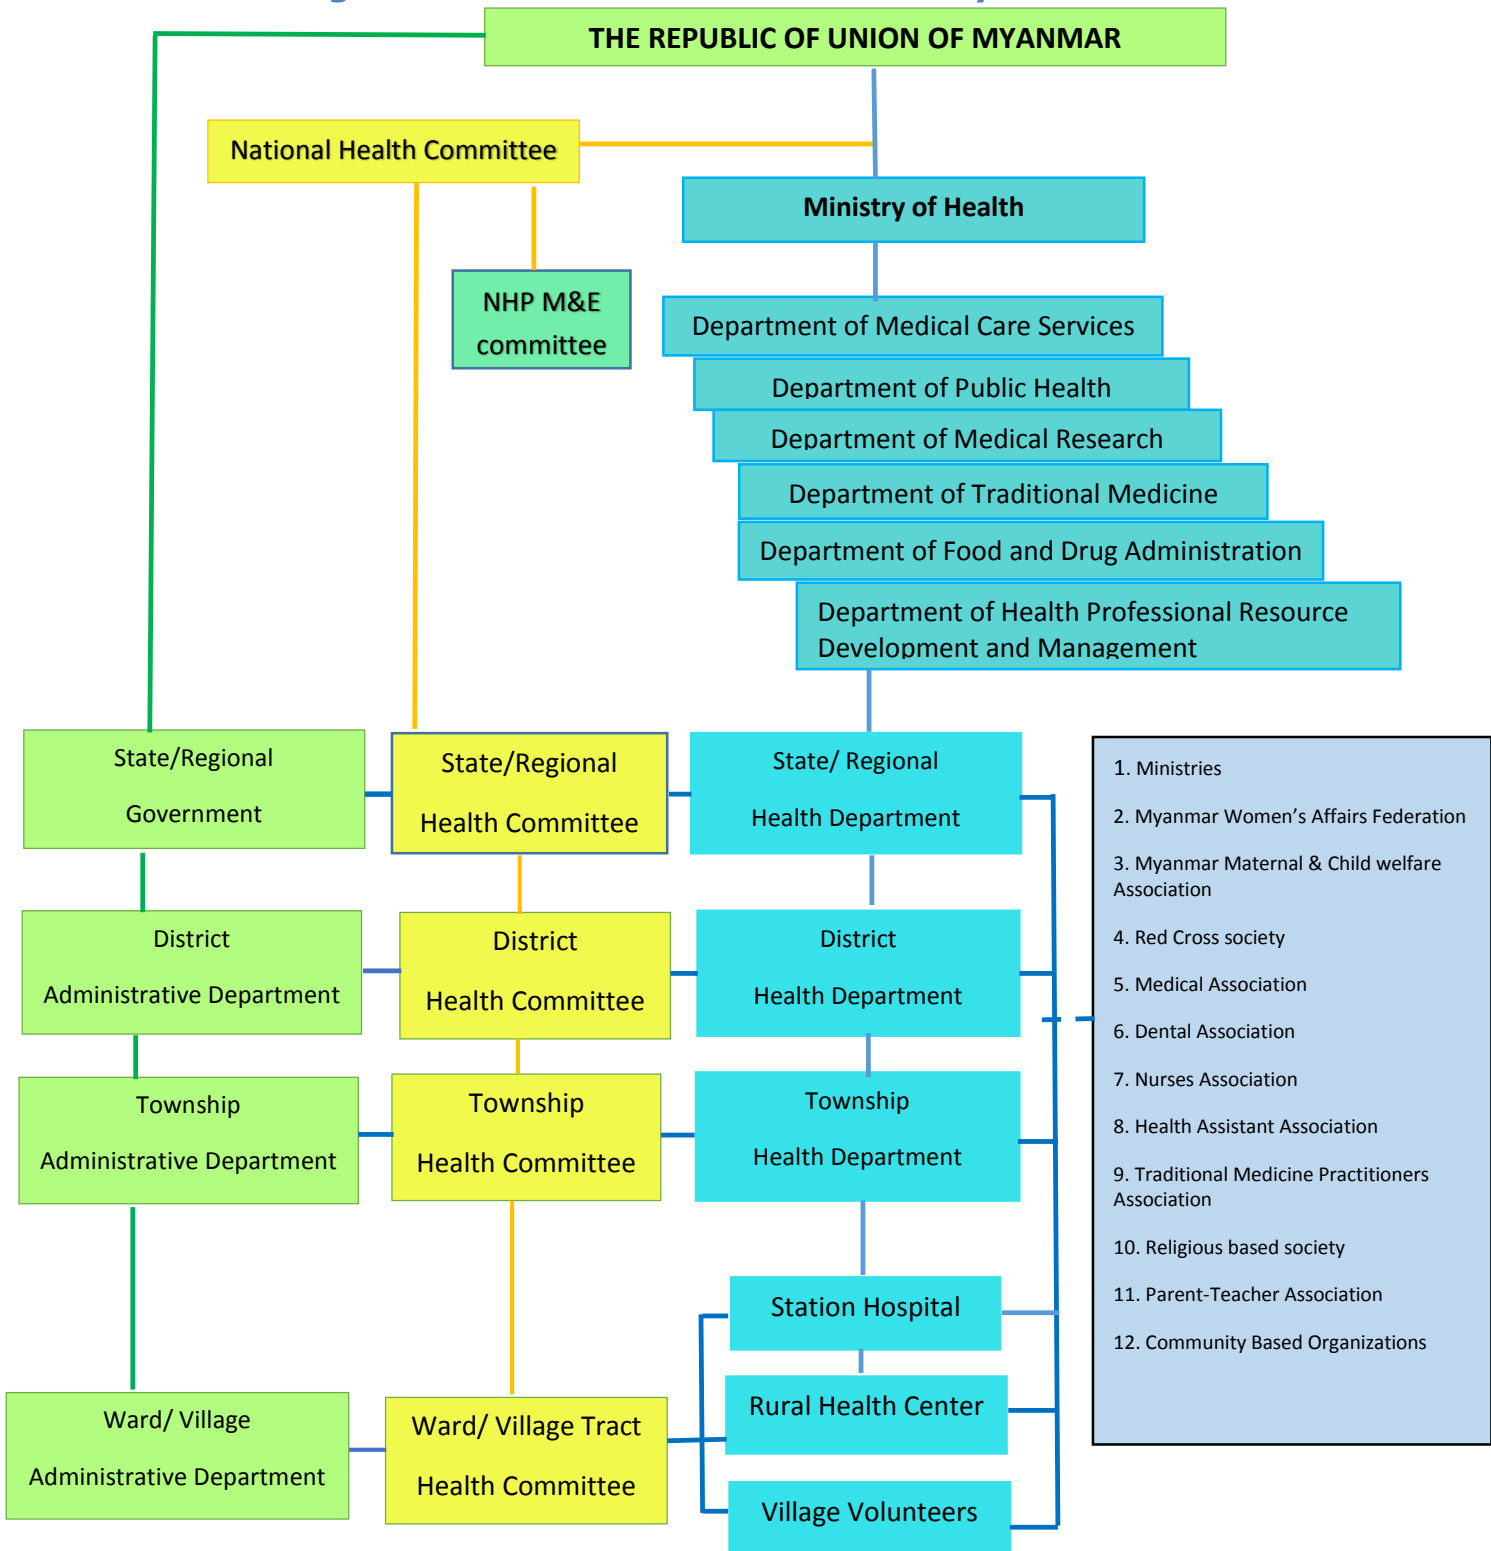 THE REPUBLIC OF UNION OF MYANMAR
National Health Committee
Ministry of Health
NHP M&E
committee
Department of Medical Care Services
Department of Public Health
Department of Medical Research
Department of Traditional Medicine
Department of Food and Drug Administration
Department of Health Professional Resource
Development and Management
State/Regional
Government
State/Regional
Health Committee
State/ Regional
Health Department
District
Administrative Department
District
Health Committee
District
Health Department
Township
Administrative Department
Township
Health Committee
Township
Health Department
Station Hospital
Rural Health Center
Village Volunteers
Ward/ Village
Administrative Department
Ward/ Village Tract
Health Committee
1. Ministries
2. Myanmar Women’s Affairs Federation
3. Myanmar Maternal & Child welfare
Association
4. Red Cross society
5. Medical Association
6. Dental Association
7. Nurses Association
8. Health Assistant Association
9. Traditional Medicine Practitioners
Association
10. Religious based society
11. Parent-Teacher Association
12. Community Based Organizations